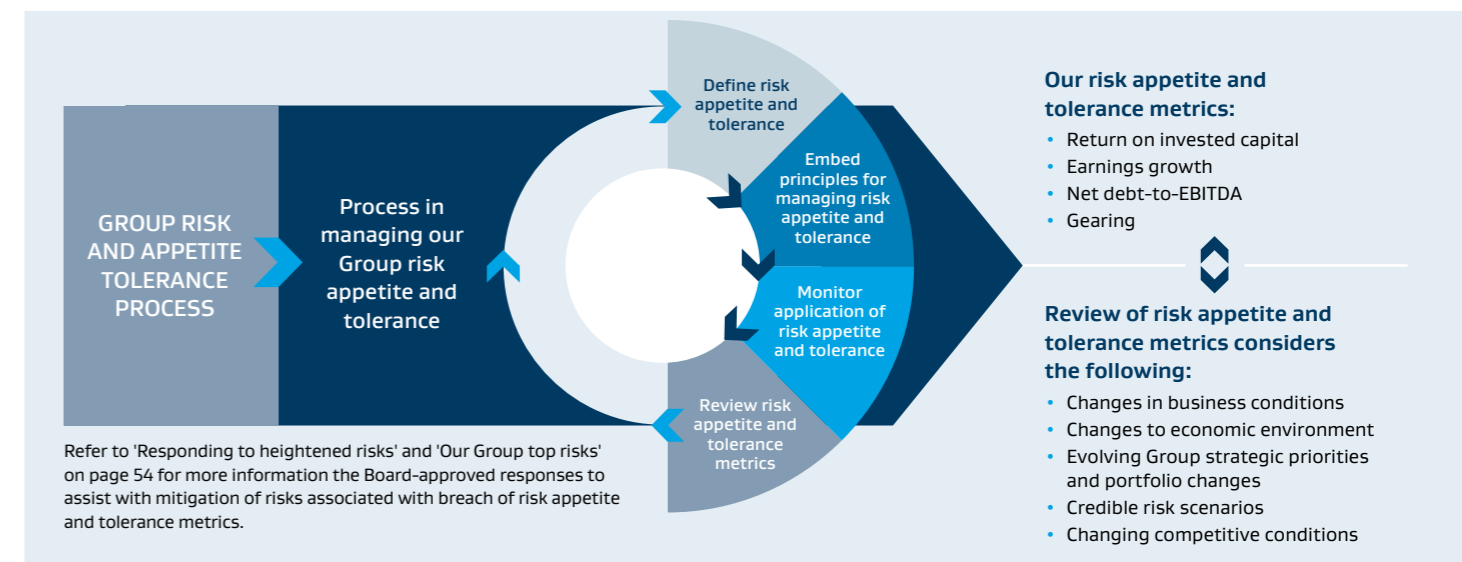 GROUP RISK
AND APPETITE
TOLERANCE
PROCESS
Process in
managing our
Group risk
appetite and
tolerance
Define risk
appetite and
tolerance
Embed
principles for
managing risk
appetite and
tolerance
Monitor
application of
risk appetite
and tolerance
Review risk
appetite and
tolerance
metrics
Refer to 'Responding to heightened risks' and 'Our Group top risks'
on page 54 for more information the Board-approved responses to
assist with mitigation of risks associated with breach of risk appetite
and tolerance metrics.
Our risk appetite and
tolerance metrics:
• Return on invested capital
• Earnings growth
• Net debt-to-EBITDA
• Gearing
Review of risk appetite and
tolerance metrics considers
the following:
• Changes in business conditions
• Changes to economic environment
• Evolving Group strategic priorities
and portfolio changes
• Credible risk scenarios
• Changing competitive conditions